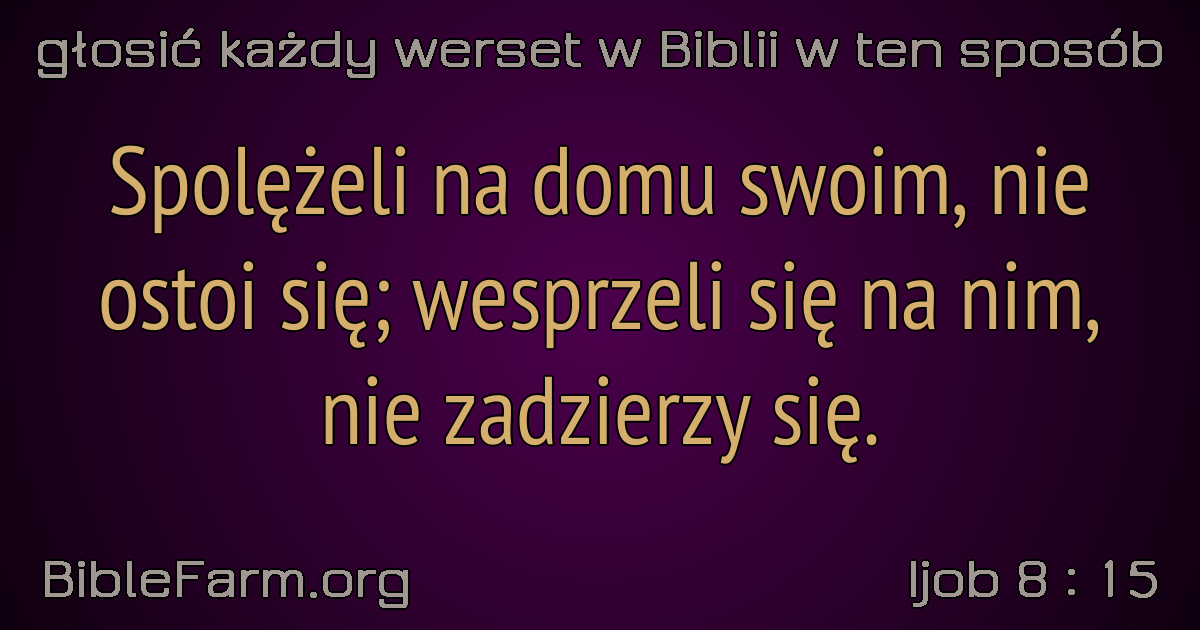 głosić każdy werset w Biblii w ten sposób
Spolężeli na domu swoim, nie
ostoi się; wesprzeli się na nim,
nie zadzierzy się.
BibleFarm.org
Ijob 8 : 15